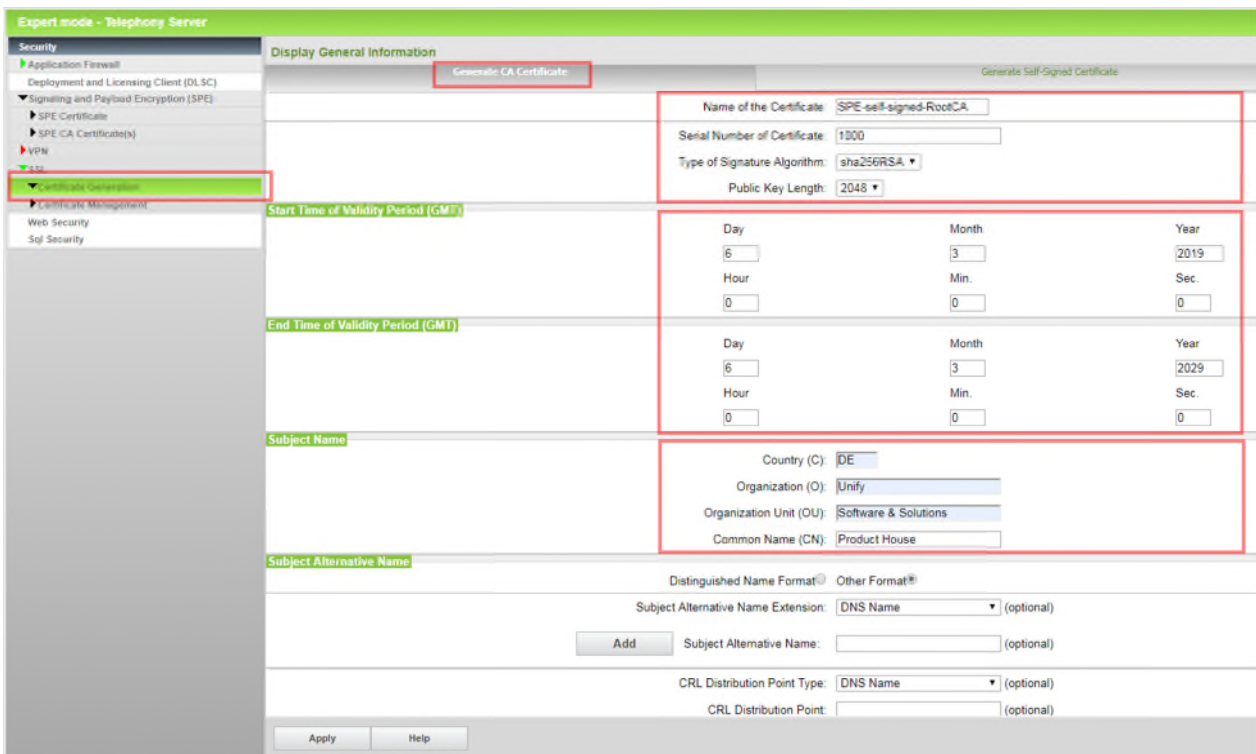 Expert mode - Telephony Server
Security
Application Firewall
Deployment and Licensing Client (DLSC)
Signaling and Payload Encryption (SPE)
SPE Certificate
SPE CA Certificate(s)
VPN
SSL
Certificate Generation
Certificate Management
Web Security
Sql Security
Display General Information
Generate CA Certificate
Generate Self-Signed Certificate
Name of the Certificate: SPE-self-signed-RootCA
Serial Number of Certificate: 1000
Type of Signature Algorithm: sha256RSA
Public Key Length: 2048
Start Time of Validity Period (GMT)
Day Month Year
6 3 2019
Hour Min. Sec.
0 0 0
End Time of Validity Period (GMT)
Day Month Year
6 3 2029
Hour Min. Sec.
0 0 0
Subject Name
Country (C): DE
Organization (O): Unify
Organization Unit (OU): Software & Solutions
Common Name (CN): Product House
Subject Alternative Name
Distinguished Name Format Other Format
Subject Alternative Name Extension: DNS Name (optional)
Add Subject Alternative Name: (optional)
CRL Distribution Point Type: DNS Name (optional)
CRL Distribution Point: (optional)
Apply Help